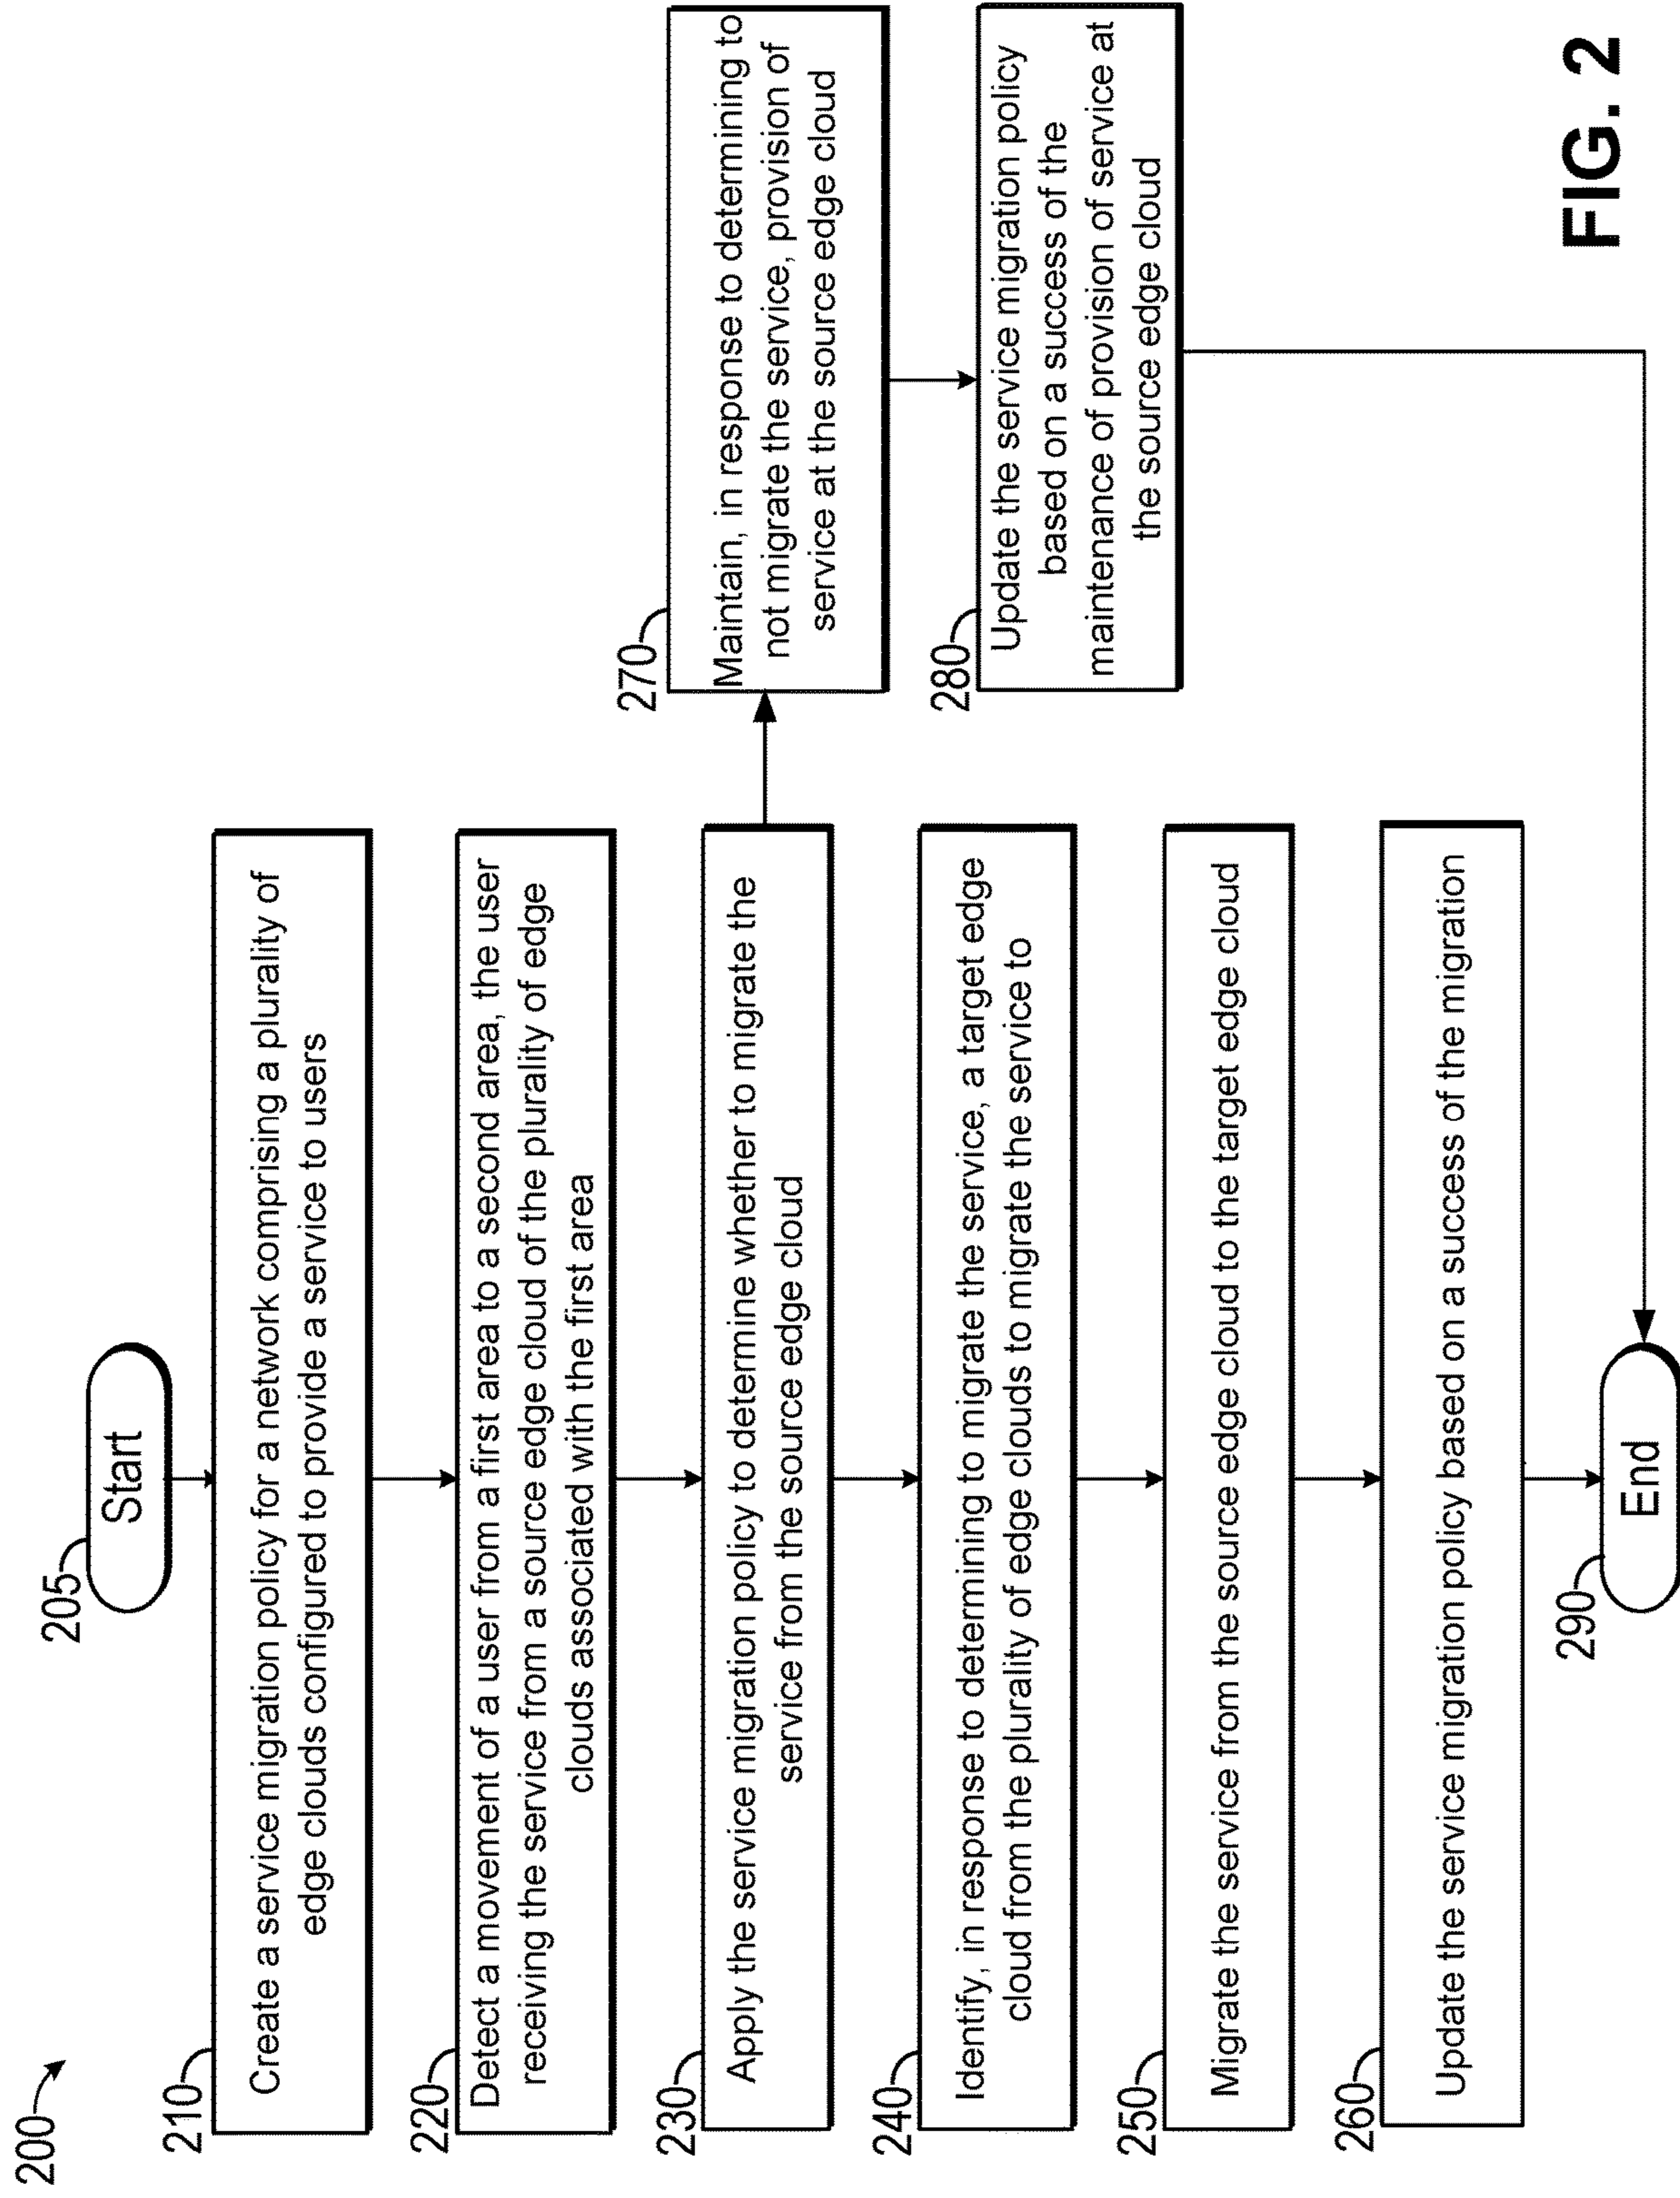 200
205
Start
210
Create a service migration policy for a network comprising a plurality of
edge clouds configured to provide a service to users
220
Detect a movement of a user from a first area to a second area, the user
receiving the service from a source edge cloud of the plurality of edge
clouds associated with the first area
230
Apply the service migration policy to determine whether to migrate the
service from the source edge cloud
240
Identify, in response to determining to migrate the service, a target edge
cloud from the plurality of edge clouds to migrate the service to
250
Migrate the service from the source edge cloud to the target edge cloud
260
Update the service migration policy based on a success of the migration
270
Maintain, in response to determining to
not migrate the service, provision of
service at the source edge cloud
280
Update the service migration policy
based on a success of the
maintenance of provision of service at
the source edge cloud
290
End
FIG. 2